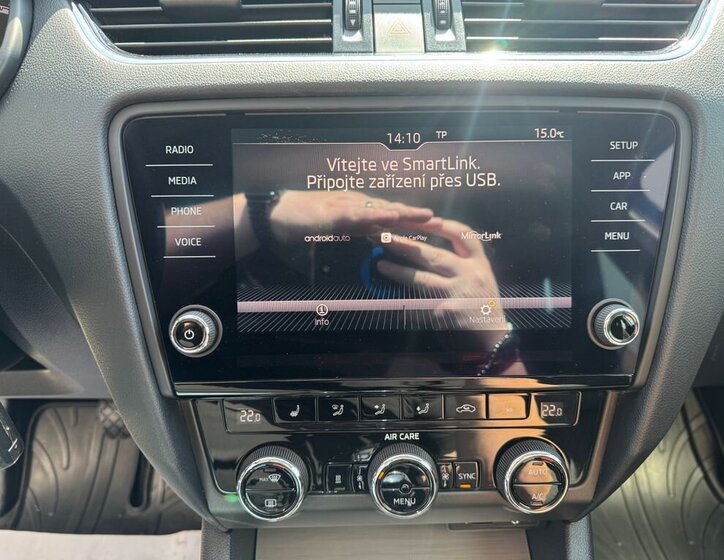 14:10 TP 15.0°C
Vítejte ve SmartLink.
Připojte zařízení přes USB.
androidauto Apple CarPlay MirrorLink
Info Nastavení
RADIO
MEDIA
PHONE
VOICE
SETUP
APP
CAR
MENU
22.0 22.0
AIR CARE
MAX SYNC AUTO
MENU A/C